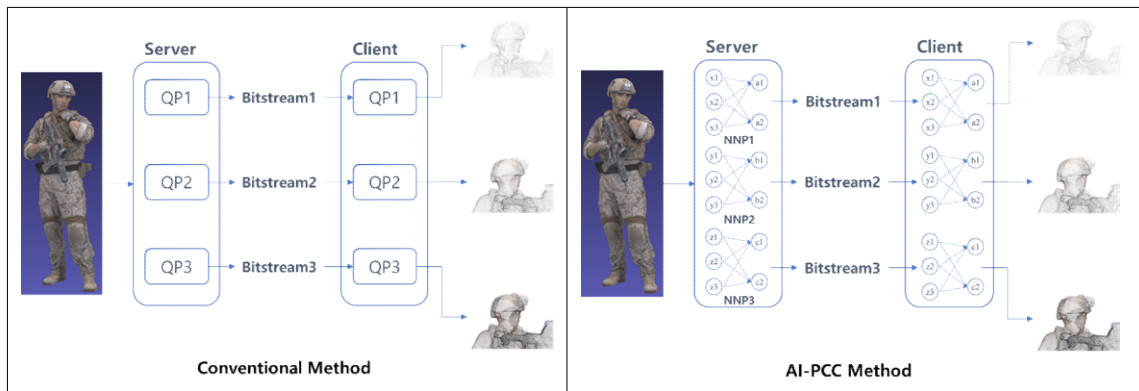 Server
Client
QP1
Bitstream1
QP1
QP2
Bitstream2
QP2
QP3
Bitstream3
QP3
Conventional Method
Server
Client
x1
a1
x2
x3
a2
NNP1
Bitstream1
x1
a1
x2
x3
a2
y1
b1
y2
y3
b2
NNP2
Bitstream2
y1
b1
y2
y3
b2
z1
c1
z2
z3
c2
NNP3
Bitstream3
z1
c1
z2
z3
c2
AI-PCC Method